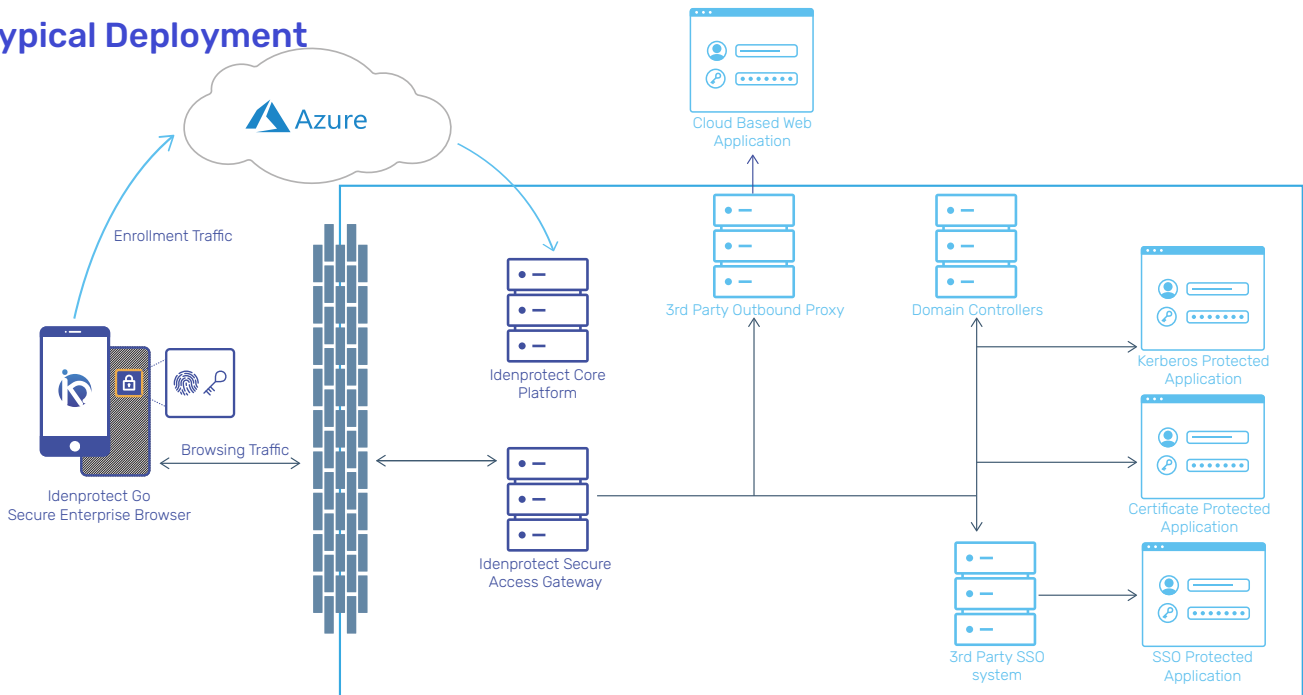 ypical Deployment
Azure
Cloud Based Web
Application
Enrollment Traffic
3rd Party Outbound Proxy
Domain Controllers
Idenprotect Core
Platform
Kerberos Protected
Application
Browsing Traffic
Idenprotect Go
Secure Enterprise Browser
Certificate Protected
Application
Idenprotect Secure
Access Gateway
3rd Party SSO
system
SSO Protected
Application